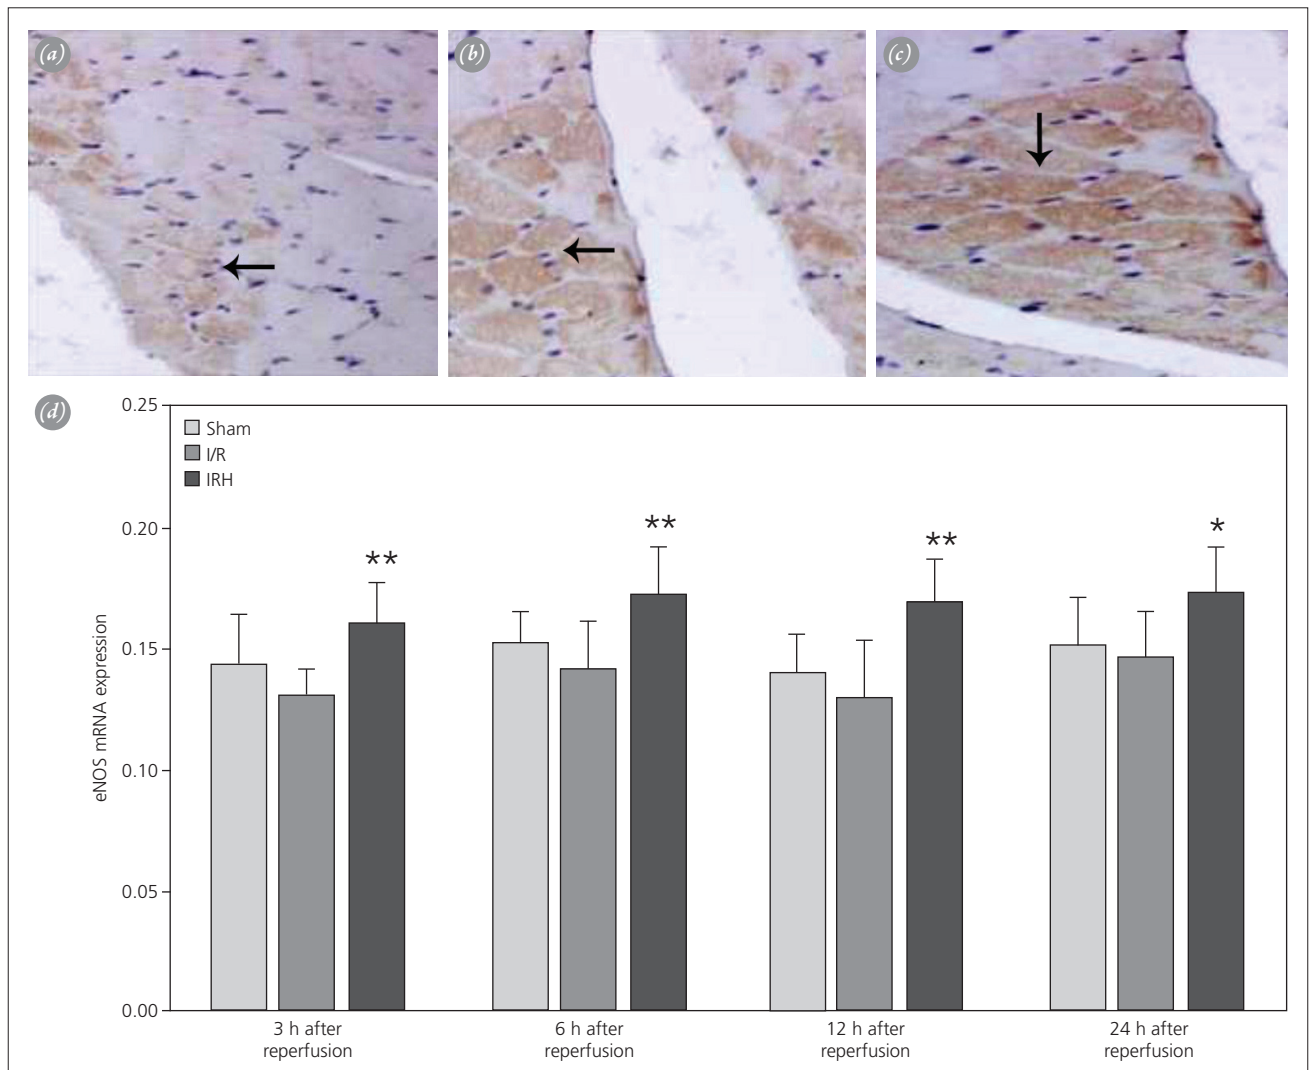 (a)
(b)
(c)
(d)
0.25
Sham
I/R
IRH
0.20
**
**
**
*
0.15
0.10
0.05
0.00
eNOS mRNA expression
3 h after
reperfusion
6 h after
reperfusion
12 h after
reperfusion
24 h after
reperfusion